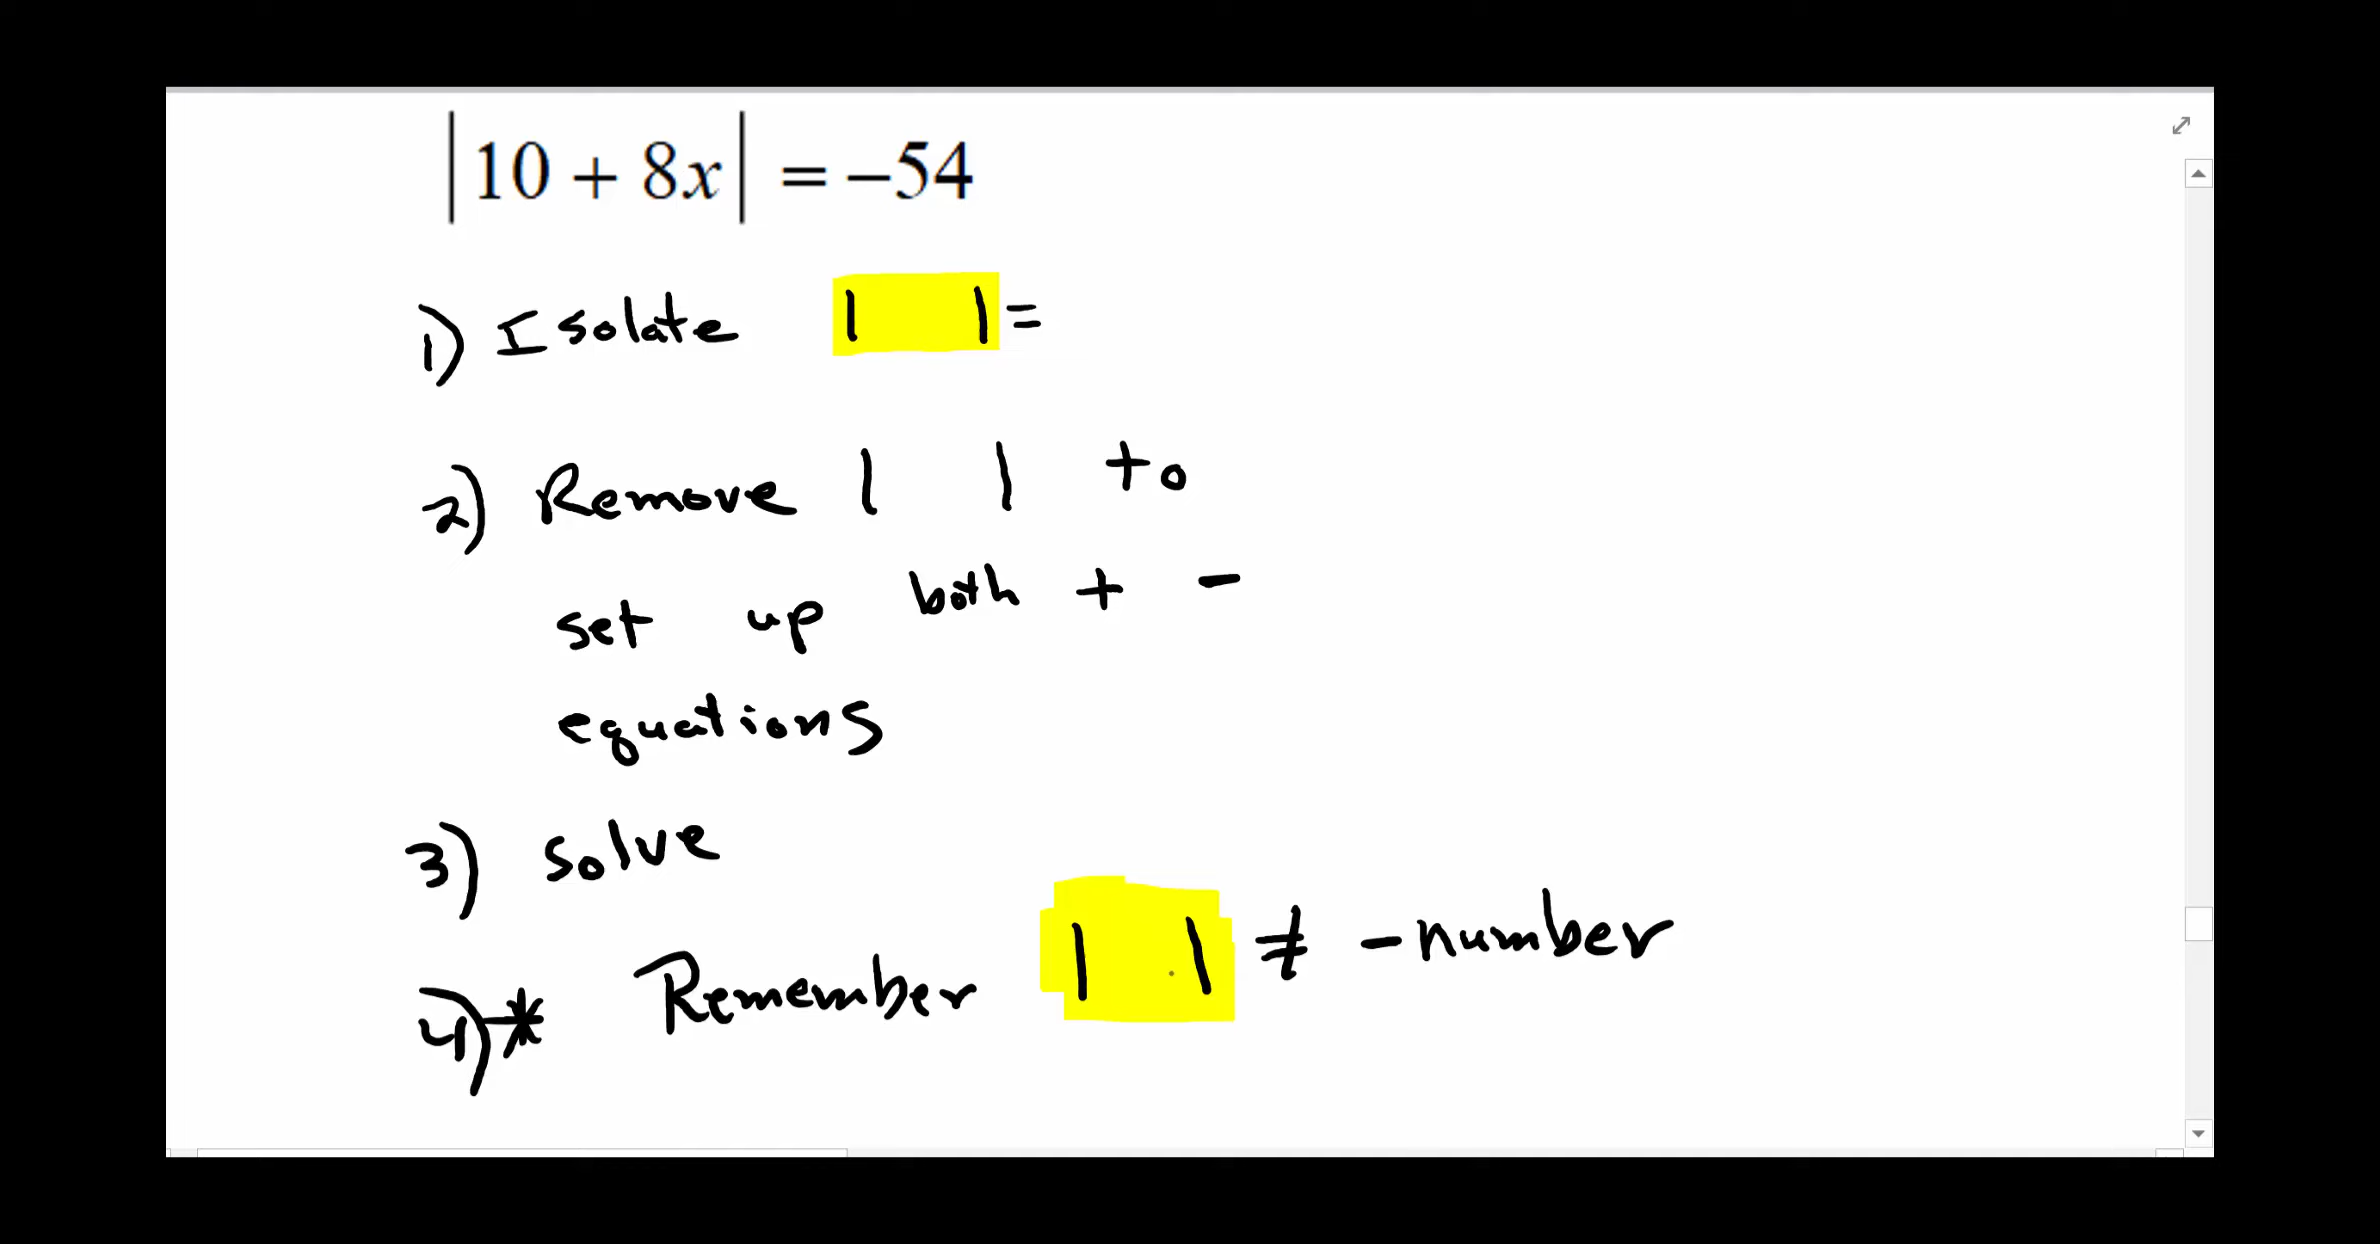 |10 + 8x| = −54
1) Isolate | | =
2) Remove | | to
set up both + −
equations
3) solve
4)* Remember | | ≠ − number